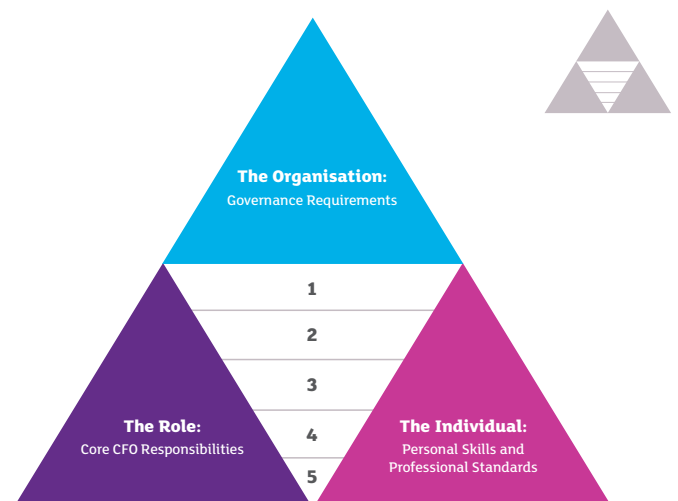 The Organisation:
Governance Requirements
1
2
3
4
5
The Role:
Core CFO Responsibilities
The Individual:
Personal Skills and
Professional Standards